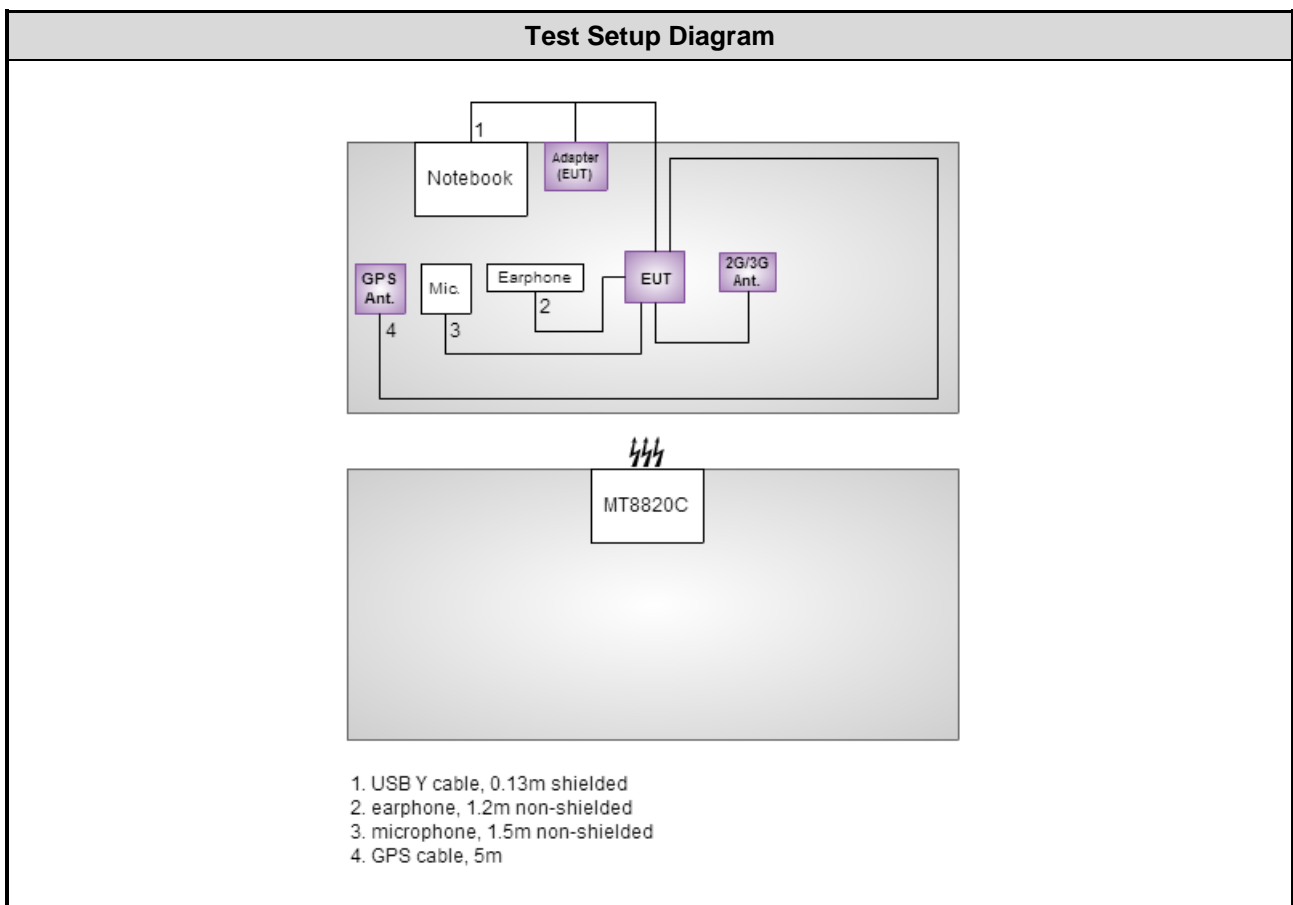 Test Setup Diagram
1
Notebook
Adapter
(EUT)
GPS
Ant.
Mic.
Earphone
EUT
2G/3G
Ant.
2
4
3
MT8820C
1. USB Y cable, 0.13m shielded
2. earphone, 1.2m non-shielded
3. microphone, 1.5m non-shielded
4. GPS cable, 5m